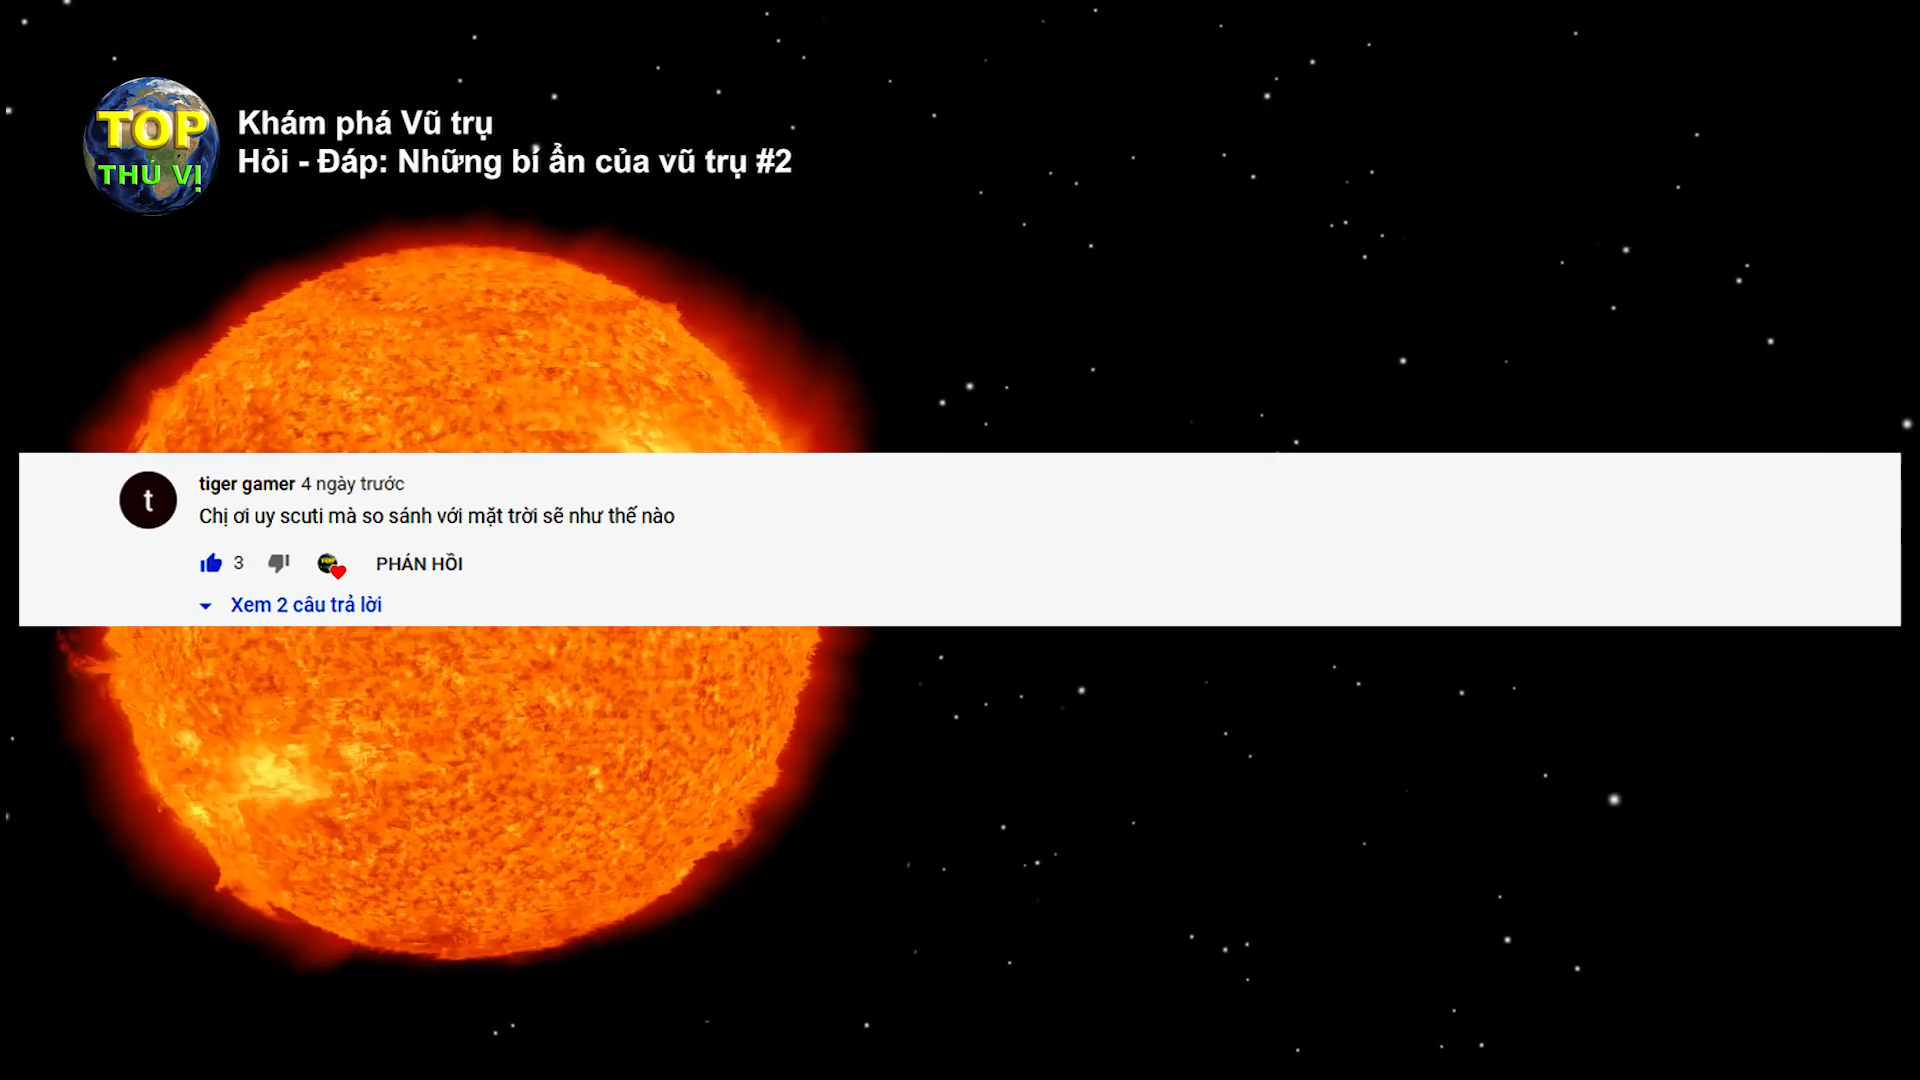 TOP
THÚ VỊ
Khám phá Vũ trụ
Hỏi - Đáp: Những bí ẩn của vũ trụ #2
t
tiger gamer 4 ngày trước
Chị ơi uy scuti mà so sánh với mặt trời sẽ như thế nào
3
PHẢN HỒI
Xem 2 câu trả lời